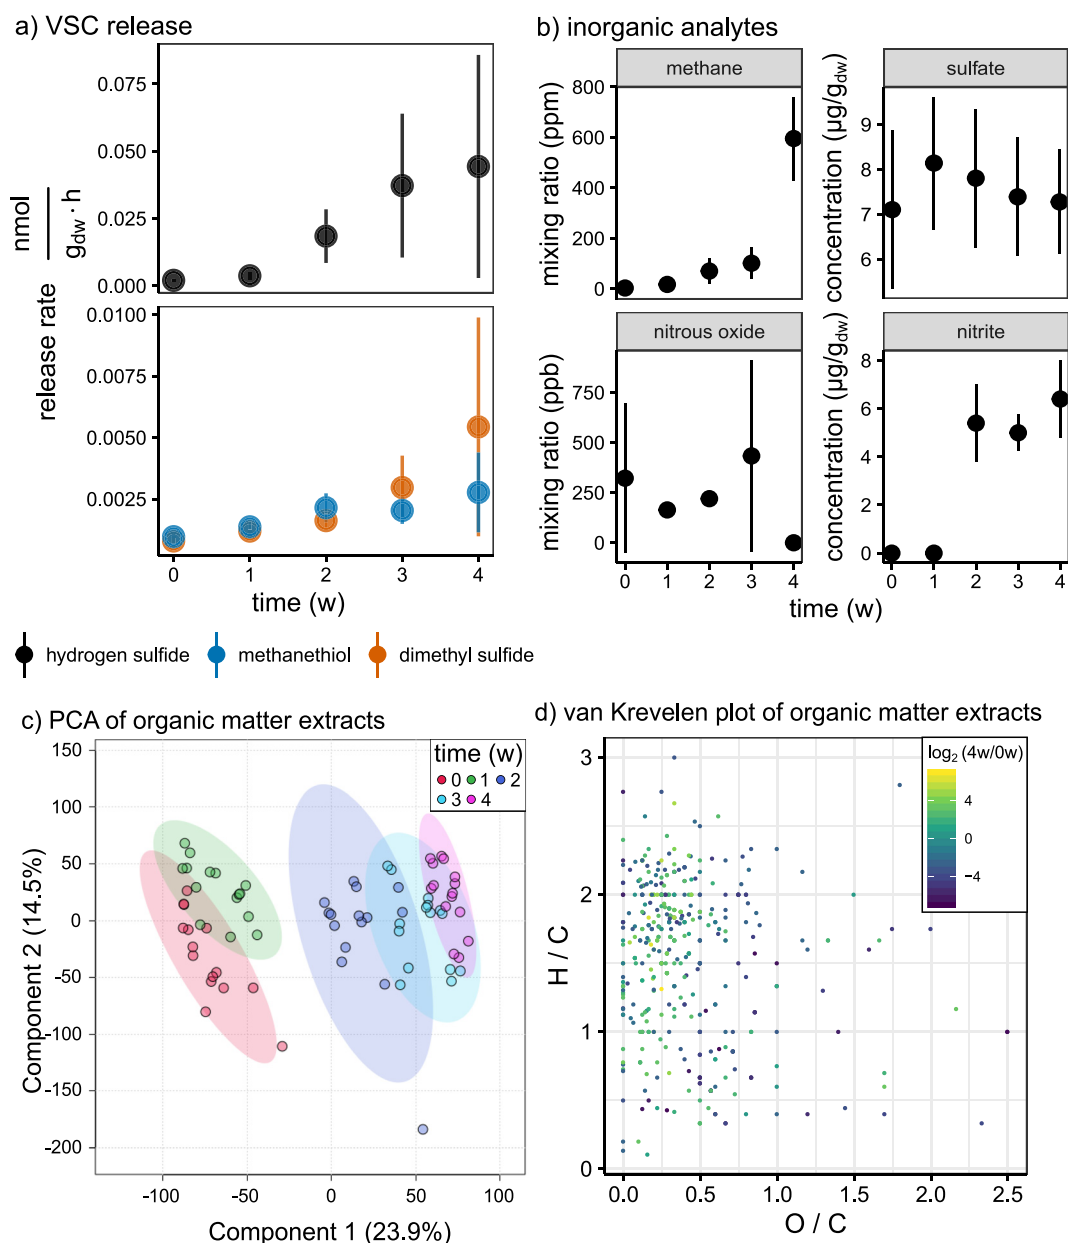 a) VSC release
0.075
0.050
0.025
0.000
0.0100
0.0075
0.0050
0.0025
release rate nmol / g_dw · h
0 1 2 3 4
time (w)
hydrogen sulfide methanethiol dimethyl sulfide
b) inorganic analytes
methane
mixing ratio (ppm)
800
600
400
200
0
sulfate
concentration (µg/g_dw)
9
8
7
6
nitrous oxide
mixing ratio (ppb)
750
500
250
0
0 1 2 3 4
nitrite
concentration (µg/g_dw)
8
6
4
2
0
0 1 2 3 4
time (w)
c) PCA of organic matter extracts
time (w)
0 1 2
3 4
Component 2 (14.5%)
150
100
50
0
-50
-100
-150
-200
-100 -50 0 50 100
Component 1 (23.9%)
d) van Krevelen plot of organic matter extracts
log₂ (4w/0w)
4
0
−4
H / C
3
2
1
0
0.0 0.5 1.0 1.5 2.0 2.5
O / C